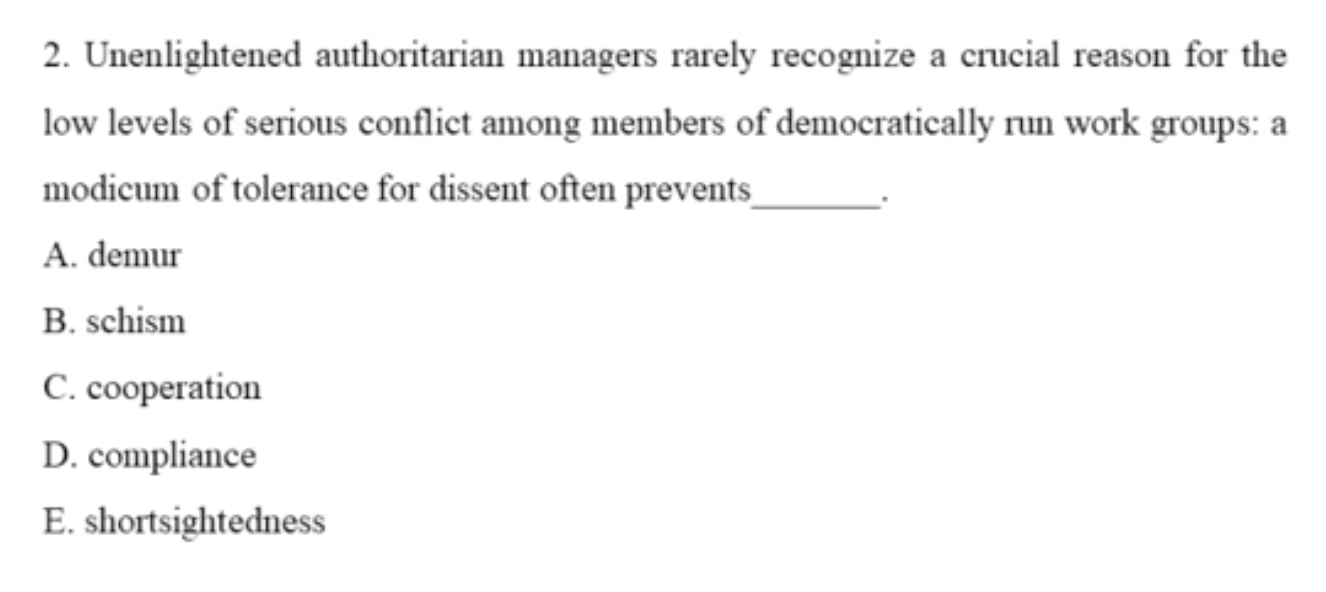 2. Unenlightened authoritarian managers rarely recognize a crucial reason for the
low levels of serious conflict among members of democratically run work groups: a
modicum of tolerance for dissent often prevents_______.
A. demur
B. schism
C. cooperation
D. compliance
E. shortsightedness